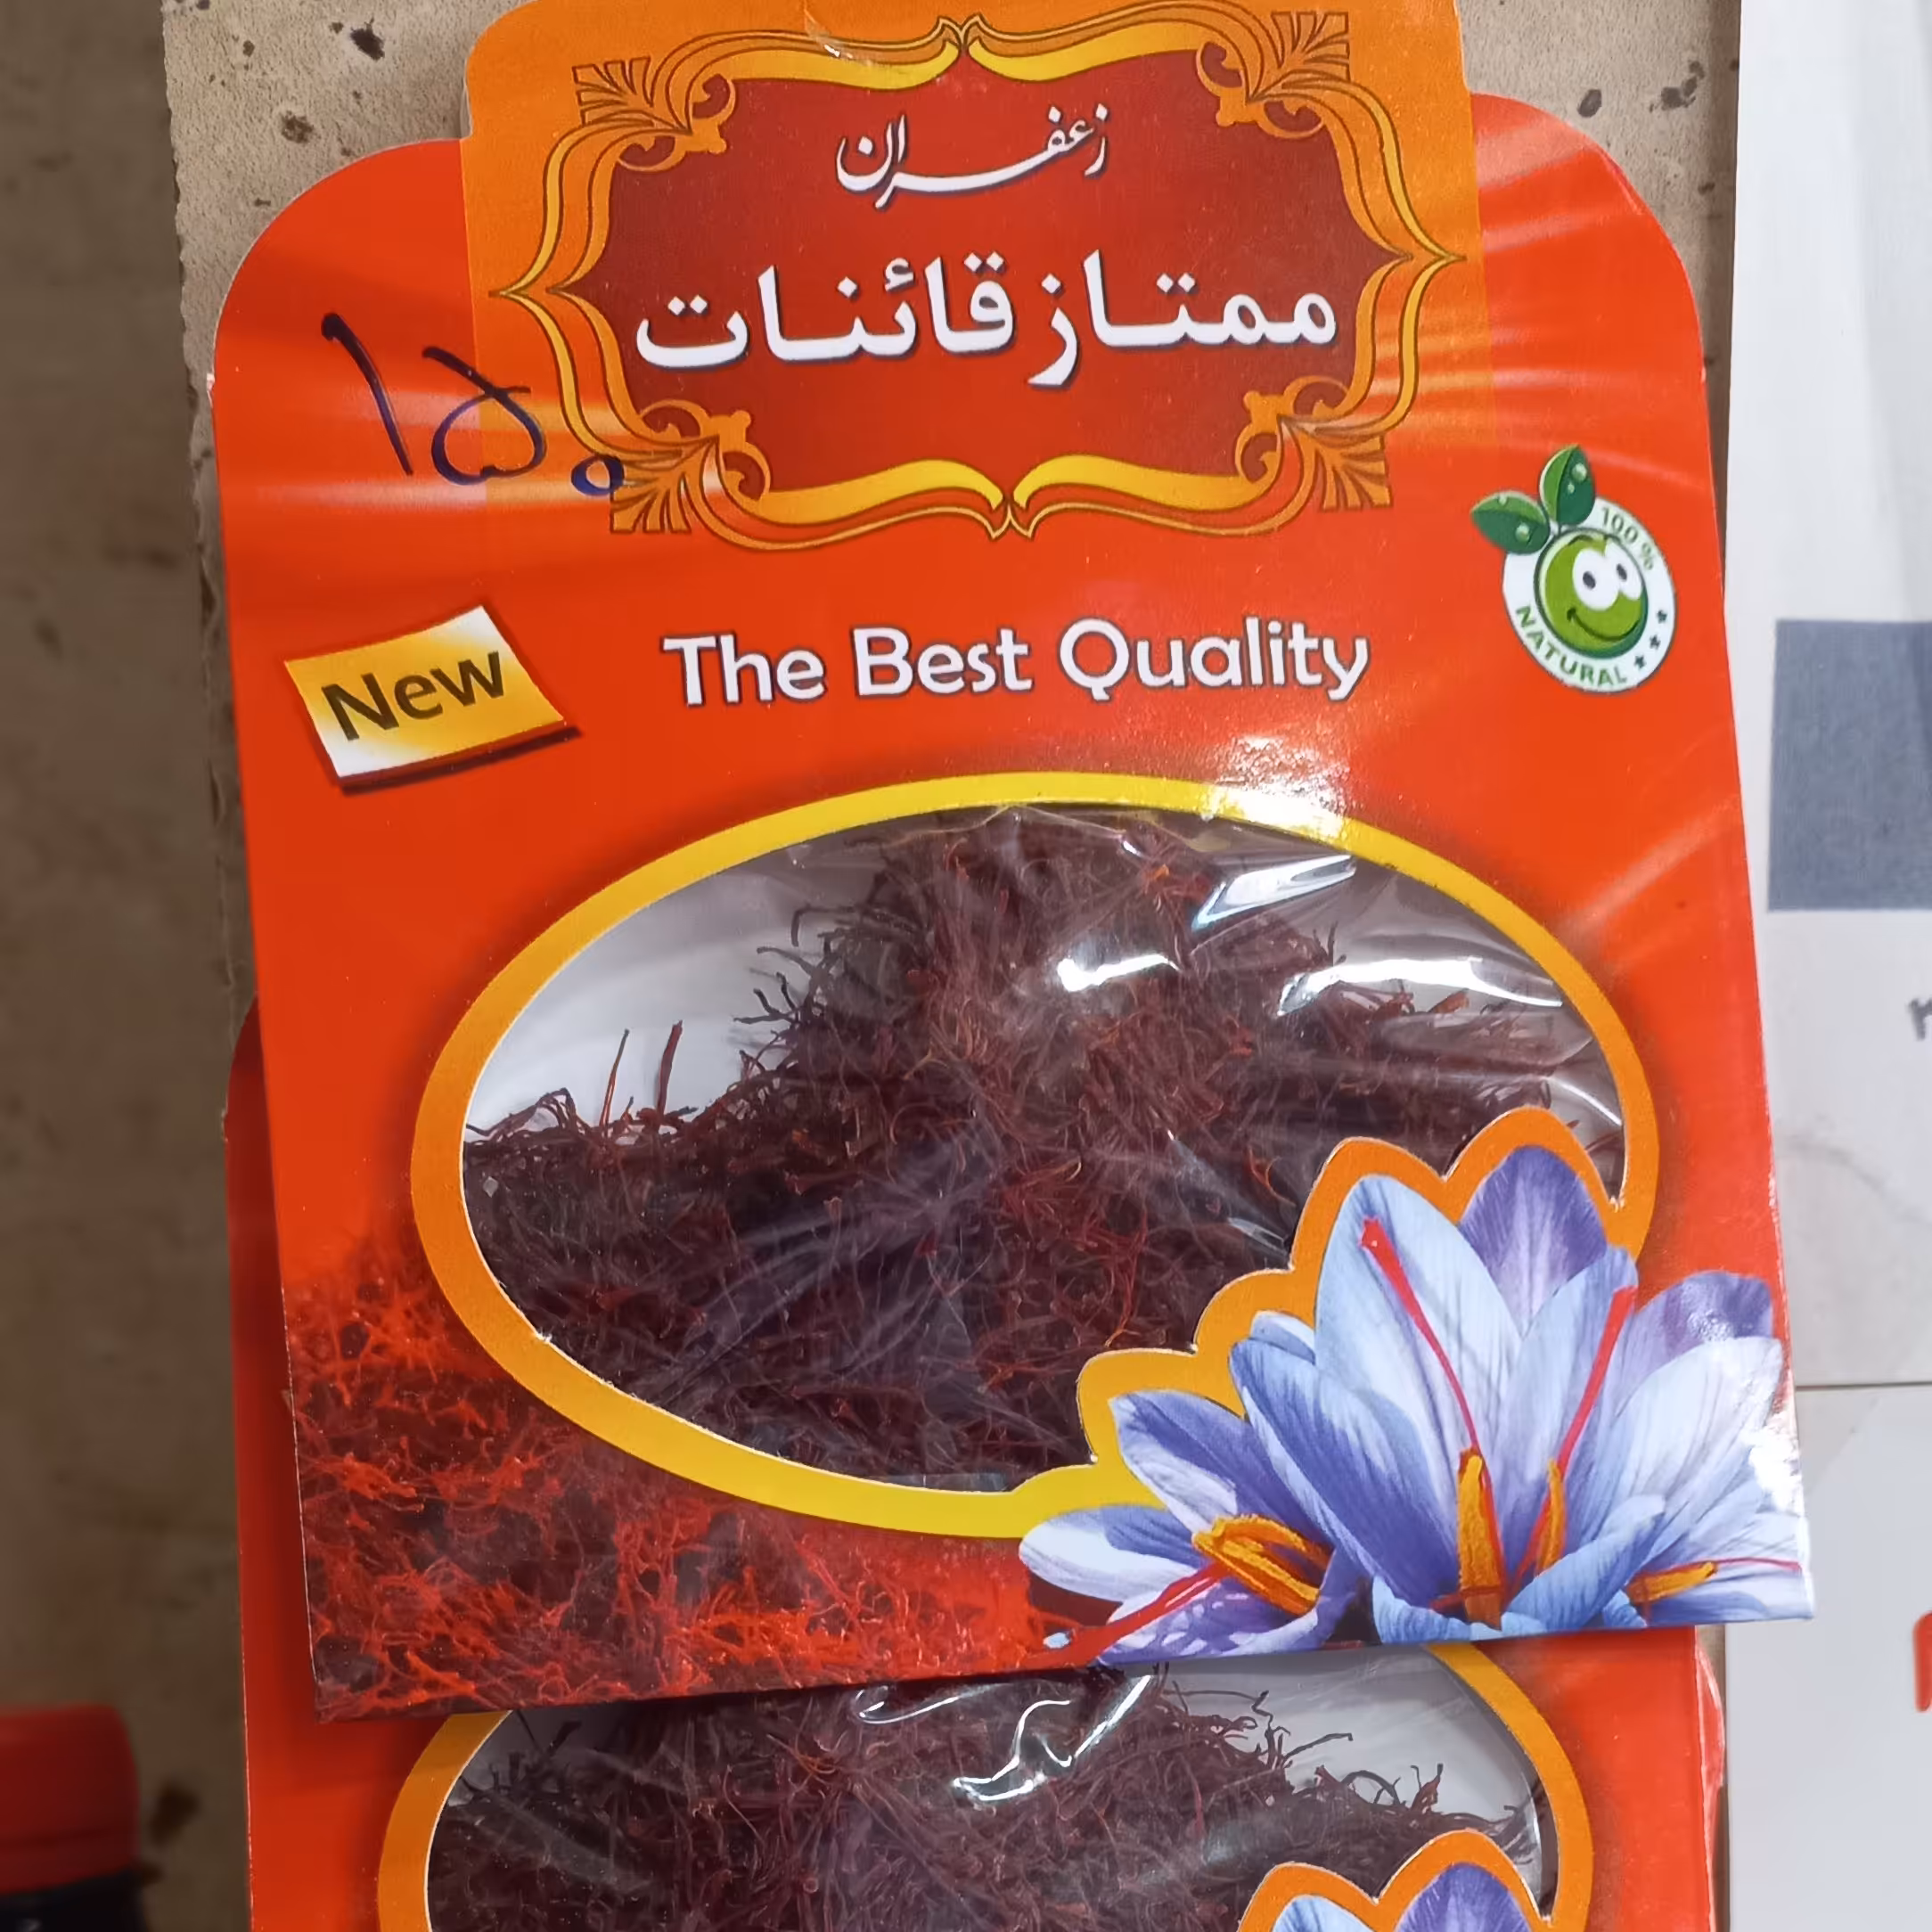 زعفران
ممتاز قائنات
۱۵۰
100 %
NATURAL
New
The Best Quality